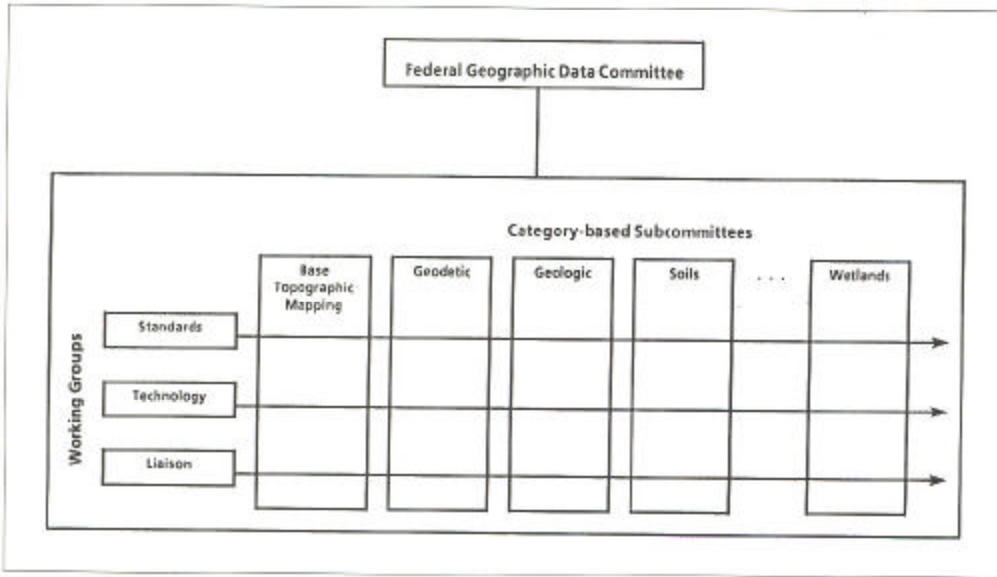 Federal Geographic Data Committee
Category-based Subcommittees
Base
Topographic
Mapping
Geodetic
Geologic
Soils
. . .
Wetlands
Working Groups
Standards
Technology
Liaison